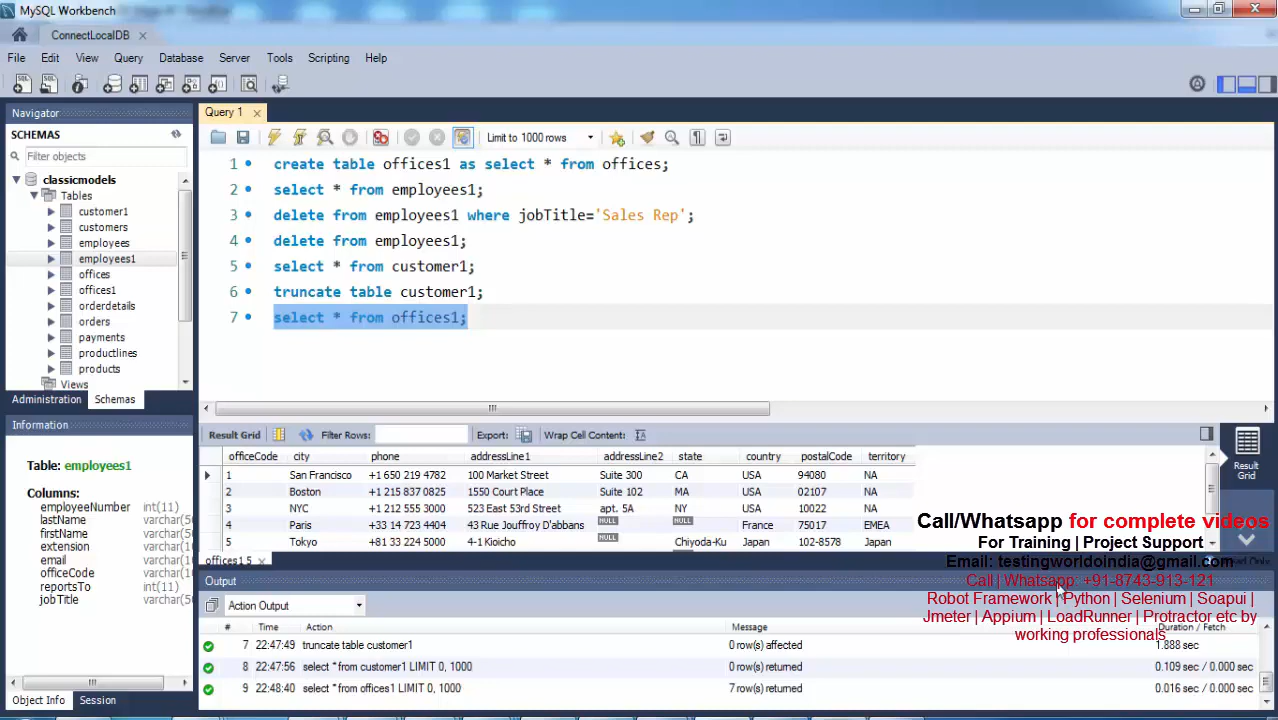 MySQL Workbench
ConnectLocalDB
File Edit View Query Database Server Tools Scripting Help
Navigator
SCHEMAS
Filter objects
classicmodels
Tables
customer1
customers
employees
employees1
offices
offices1
orderdetails
orders
payments
productlines
products
Views
Administration Schemas
Information
Table: employees1
Columns:
employeeNumber int(11)
lastName varchar(50
firstName varchar(50
extension varchar(10
email varchar(10
officeCode varchar(10
reportsTo int(11)
jobTitle varchar(50
Object Info Session
Query 1
Limit to 1000 rows
1 create table offices1 as select * from offices;
2 select * from employees1;
3 delete from employees1 where jobTitle='Sales Rep';
4 delete from employees1;
5 select * from customer1;
6 truncate table customer1;
7 select * from offices1;
Result Grid Filter Rows: Export: Wrap Cell Content:
officeCode city phone addressLine1 addressLine2 state country postalCode territory
1 San Francisco +1 650 219 4782 100 Market Street Suite 300 CA USA 94080 NA
2 Boston +1 215 837 0825 1550 Court Place Suite 102 MA USA 02107 NA
3 NYC +1 212 555 3000 523 East 53rd Street apt. 5A NY USA 10022 NA
4 Paris +33 14 723 4404 43 Rue Jouffroy D'abbans NULL NULL France 75017 EMEA
5 Tokyo +81 33 224 5000 4-1 Kioicho NULL Chiyoda-Ku Japan 102-8578 Japan
Result
Grid
offices1 5
Only
Call/Whatsapp for complete videos
For Training | Project Support
Email: testingworldoindia@gmail.com
Call | Whatsapp: +91-8743-913-121
Robot Framework | Python | Selenium | Soapui |
Jmeter | Appium | LoadRunner | Protractor etc by
working professionals
Output
Action Output
# Time Action Message Duration / Fetch
7 22:47:49 truncate table customer1 0 row(s) affected 1.888 sec
8 22:47:56 select * from customer1 LIMIT 0, 1000 0 row(s) returned 0.109 sec / 0.000 sec
9 22:48:40 select * from offices1 LIMIT 0, 1000 7 row(s) returned 0.016 sec / 0.000 sec